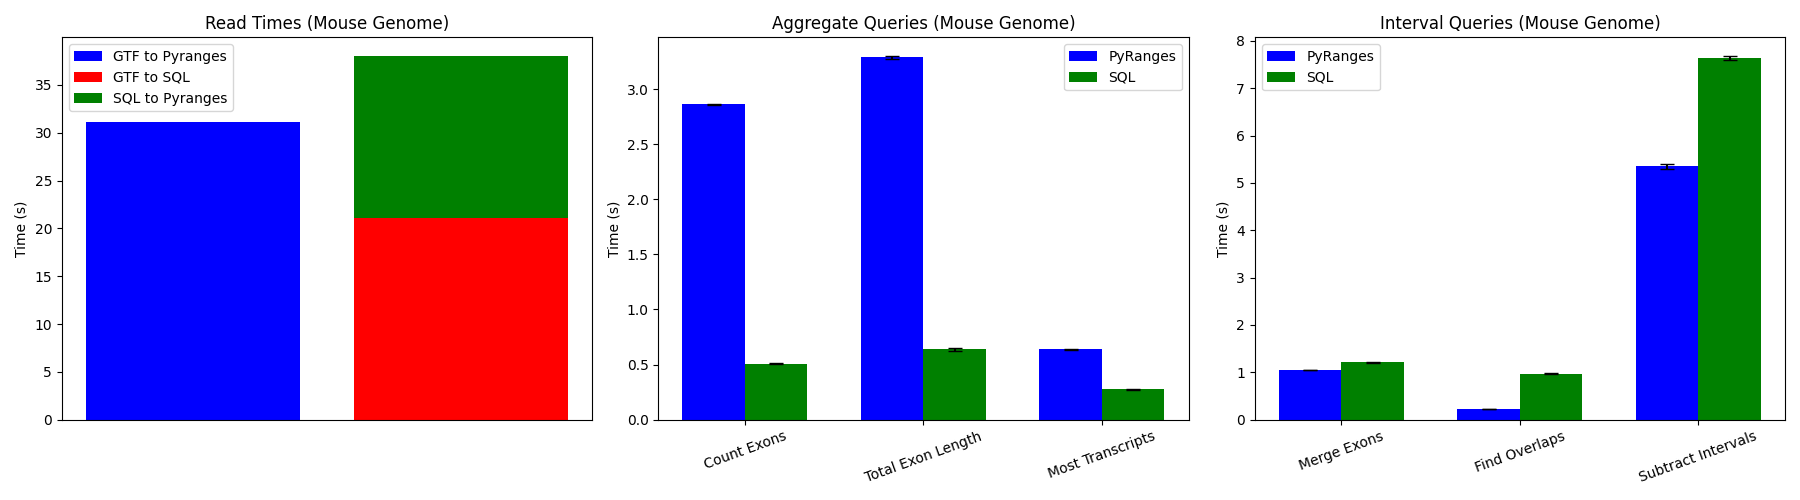 Read Times (Mouse Genome)
GTF to Pyranges
GTF to SQL
SQL to Pyranges
Time (s)
35
30
25
20
15
10
5
0
Aggregate Queries (Mouse Genome)
PyRanges
SQL
Time (s)
3.0
2.5
2.0
1.5
1.0
0.5
0.0
Count Exons
Total Exon Length
Most Transcripts
Interval Queries (Mouse Genome)
PyRanges
SQL
Time (s)
8
7
6
5
4
3
2
1
0
Merge Exons
Find Overlaps
Subtract Intervals